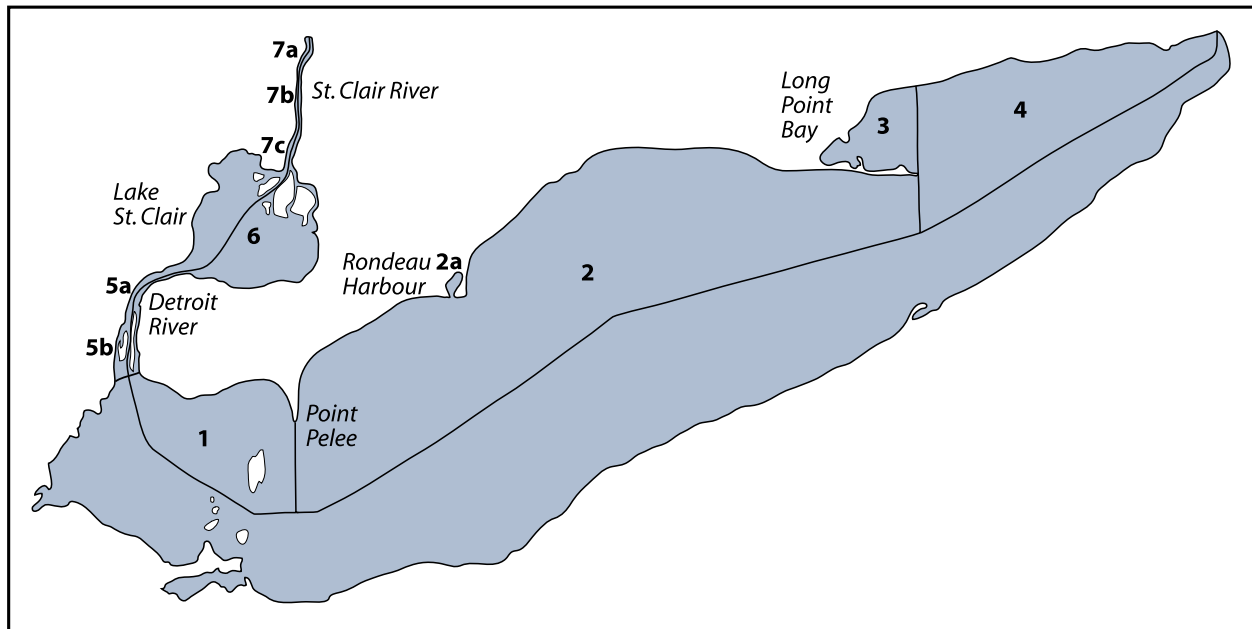 7a
St. Clair River
7b
7c
Long
Point
Bay
3
4
Lake
St. Clair
6
Rondeau 2a
Harbour
2
5a
Detroit
River
5b
Point
Pelee
1